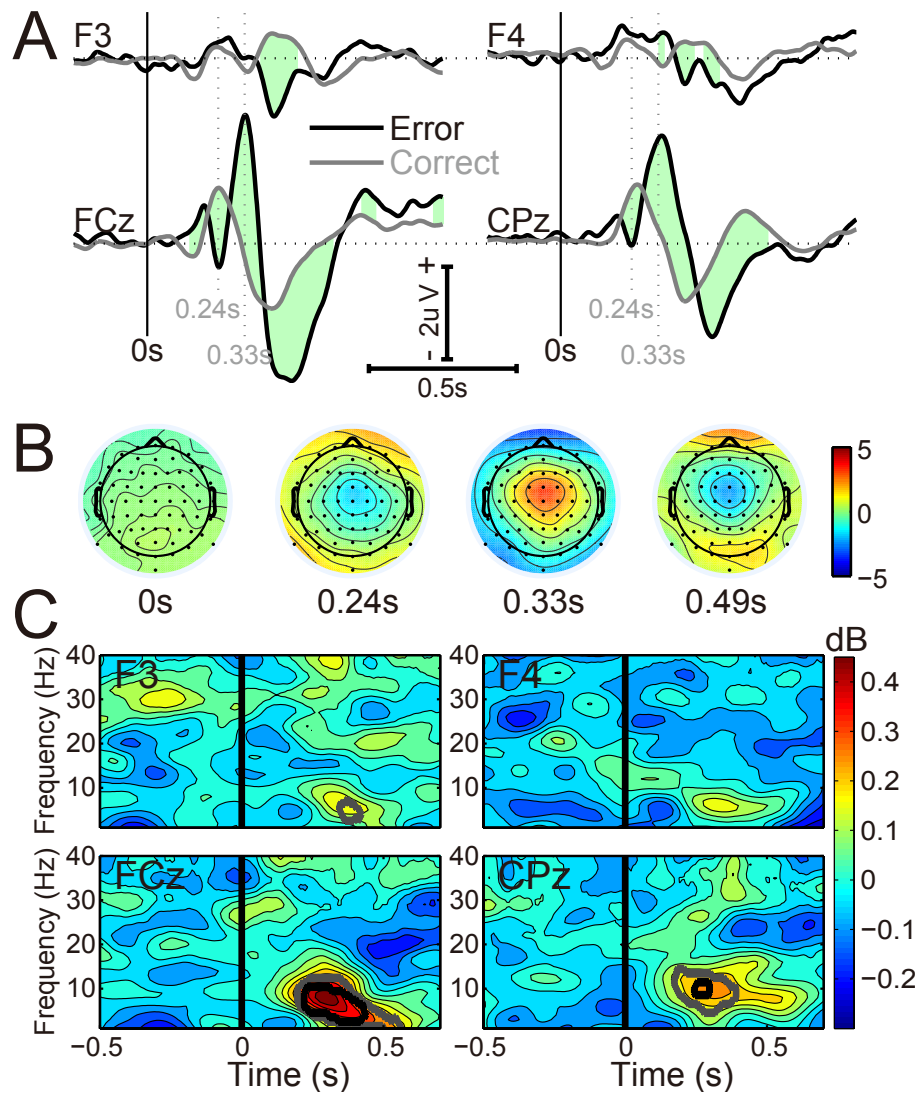 A
F3
F4
Error
Correct
FCz
CPz
0.24s
0.24s
0.33s
0.33s
0s
0s
- 2u V +
0.5s
B
5
0
−5
0s
0.24s
0.33s
0.49s
C
dB
Frequency (Hz)
40
30
20
10
F3
40
30
20
10
F4
0.4
0.3
0.2
0.1
0
−0.1
−0.2
Frequency (Hz)
40
30
20
10
FCz
40
30
20
10
CPz
−0.5
0
0.5
−0.5
0
0.5
Time (s)
Time (s)